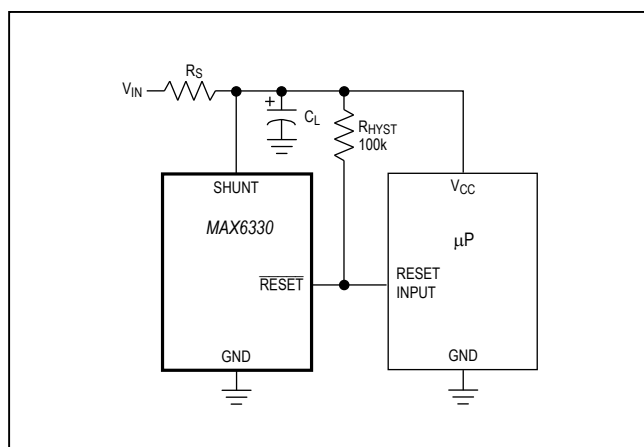 VIN
RS
+
CL
RHYST
100k
SHUNT
MAX6330
RESET
GND
VCC
µP
RESET
INPUT
GND